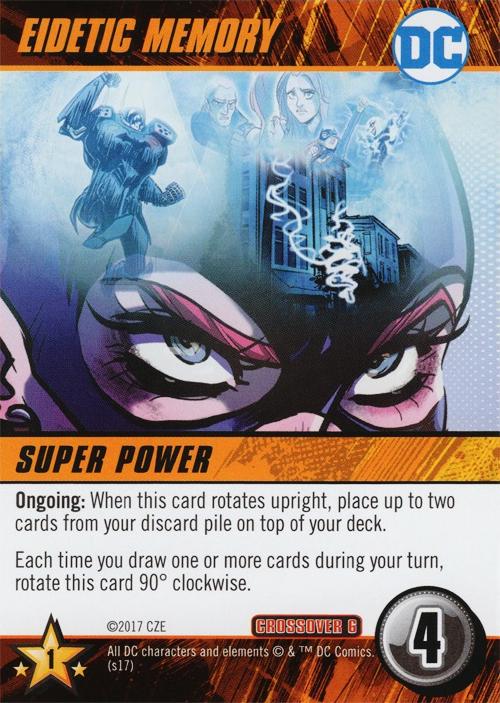 EIDETIC MEMORY
DC
SUPER POWER
Ongoing: When this card rotates upright, place up to two
cards from your discard pile on top of your deck.
Each time you draw one or more cards during your turn,
rotate this card 90° clockwise.
©2017 CZE
CROSSOVER 6
All DC characters and elements © & ™ DC Comics.
(s17)
1
4